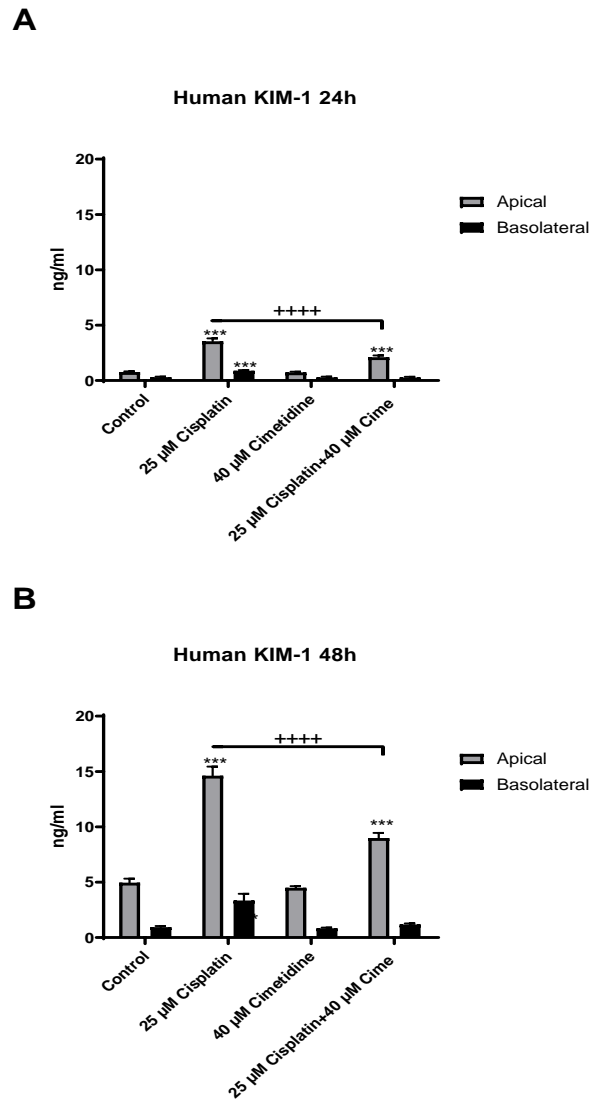 A
Human KIM-1 24h
20
15
10
5
0
ng/ml
Apical
Basolateral
++++
***
***
***
Control
25 µM Cisplatin
40 µM Cimetidine
25 µM Cisplatin+40 µM Cime
B
Human KIM-1 48h
20
15
10
5
0
ng/ml
Apical
Basolateral
++++
***
***
*
Control
25 µM Cisplatin
40 µM Cimetidine
25 µM Cisplatin+40 µM Cime